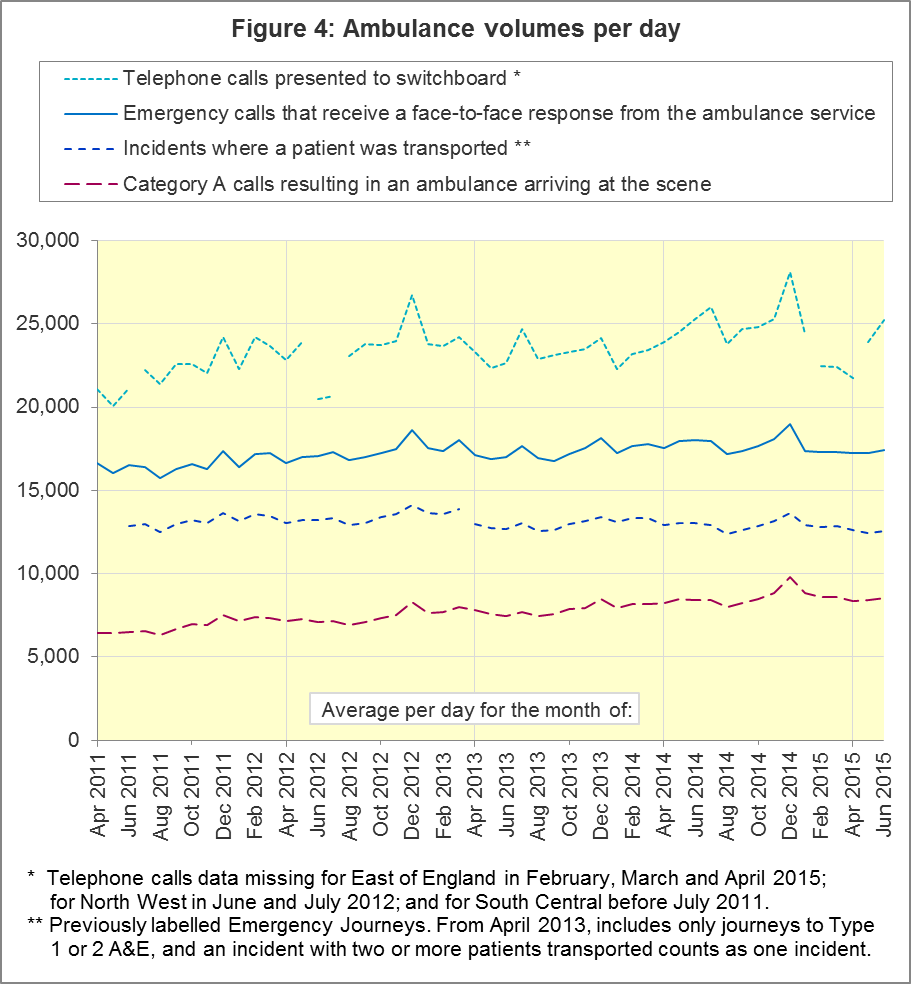 Figure 4: Ambulance volumes per day
Telephone calls presented to switchboard *
Emergency calls that receive a face-to-face response from the ambulance service
Incidents where a patient was transported **
Category A calls resulting in an ambulance arriving at the scene
30,000
25,000
20,000
15,000
10,000
5,000
0
Average per day for the month of:
Apr 2011
Jun 2011
Aug 2011
Oct 2011
Dec 2011
Feb 2012
Apr 2012
Jun 2012
Aug 2012
Oct 2012
Dec 2012
Feb 2013
Apr 2013
Jun 2013
Aug 2013
Oct 2013
Dec 2013
Feb 2014
Apr 2014
Jun 2014
Aug 2014
Oct 2014
Dec 2014
Feb 2015
Apr 2015
Jun 2015
* Telephone calls data missing for East of England in February, March and April 2015;
for North West in June and July 2012; and for South Central before July 2011.
** Previously labelled Emergency Journeys. From April 2013, includes only journeys to Type
1 or 2 A&E, and an incident with two or more patients transported counts as one incident.